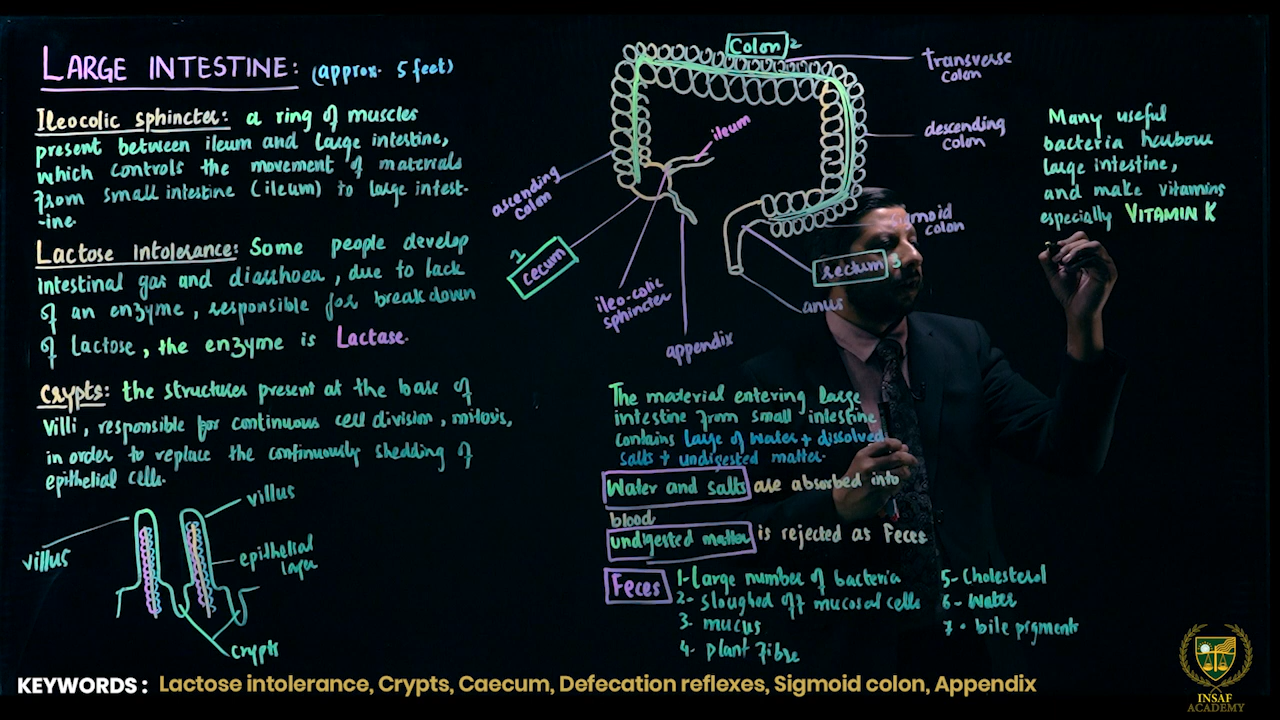 LARGE INTESTINE: (approx. 5 feet)
Ileocolic sphincter: a ring of muscles
present between ileum and large intestine,
which controls the movement of materials
from small intestine (ileum) to large intest-
-ine.
Lactose intolerance: Some people develop
intestinal gas and diarrhoea, due to lack
of an enzyme, responsible for breakdown
of Lactose, the enzyme is Lactase.
Crypts: the structures present at the base of
Villi, responsible for continuous cell division, mitosis,
in order to replace the continuously shedding of
epithelial cells.
villus
villus
epithelial
layer
crypts
Colon 2
transverse
colon
ileum
descending
colon
ascending
colon
1
cecum
ileo-colic
sphincter
appendix
colon
rectum 3
anus
Many useful
bacteria harbour
large intestine,
and make vitamins
especially VITAMIN K
The material entering large
intestine from small intestine
contains large of water + dissolved
salts + undigested matter.
Water and salts are absorbed into
blood
undigested matter is rejected as Feces
Feces
1- Large number of bacteria
2- Sloughed off mucosal cells
3- mucus
4- plant fibre
5- Cholesterol
6- Water
7- bile pigments
KEYWORDS : Lactose intolerance, Crypts, Caecum, Defecation reflexes, Sigmoid colon, Appendix
INSAF
ACADEMY